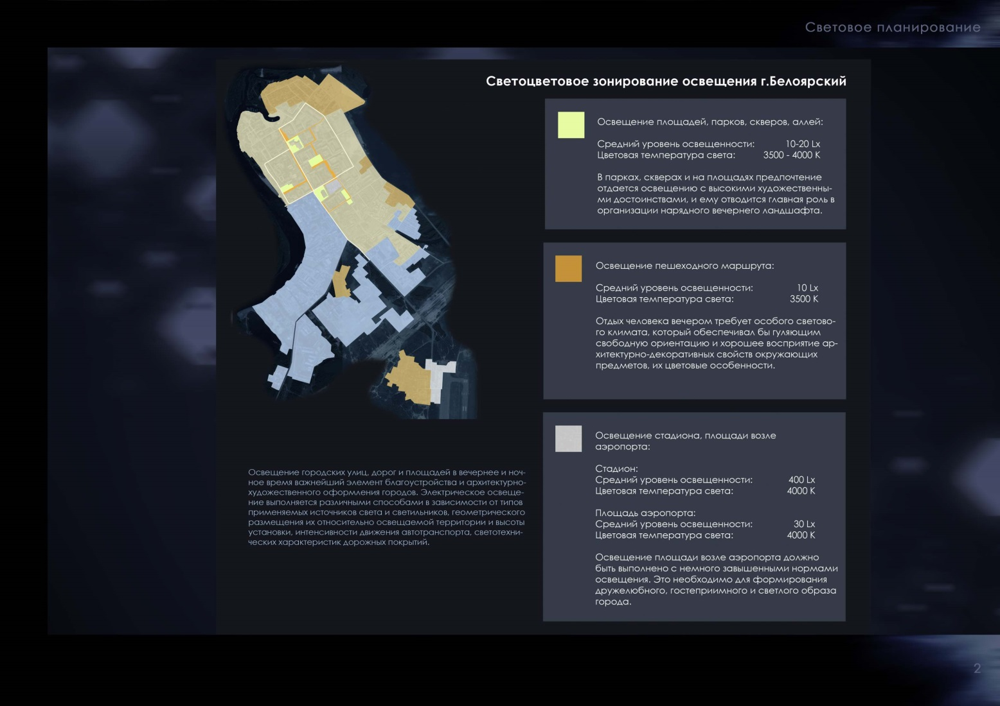 Световое планирование
Светоцветовое зонирование освещения г.Белоярский
Освещение площадей, парков, скверов, аллей:
Средний уровень освещенности: 10-20 Lx
Цветовая температура света: 3500 - 4000 K
В парках, скверах и на площадях предпочтение
отдается освещению с высокими художественны-
ми достоинствами, и ему отводится главная роль в
организации нарядного вечернего ландшафта.
Освещение пешеходного маршрута:
Средний уровень освещенности: 10 Lx
Цветовая температура света: 3500 K
Отдых человека вечером требует особого светово-
го климата, который обеспечивал бы гуляющим
свободную ориентацию и хорошее восприятие ар-
хитектурно-декоративных свойств окружающих
предметов, их цветовые особенности.
Освещение стадиона, площади возле
аэропорта:
Стадион:
Средний уровень освещенности: 400 Lx
Цветовая температура света: 4000 K
Площадь аэропорта:
Средний уровень освещенности: 30 Lx
Цветовая температура света: 4000 K
Освещение площади возле аэропорта должно
быть выполнено с немного завышенными нормами
освещения. Это необходимо для формирования
дружелюбного, гостеприимного и светлого образа
города.
Освещение городских улиц, дорог и площадей в вечернее и ноч-
ное время важнейший элемент благоустройства и архитектурно-
художественного оформления городов. Электрическое освеще-
ние выполняется различными способами в зависимости от типов
применяемых источников света и светильников, геометрического
размещения их относительно освещаемой территории и высоты
установки, интенсивности движения автотранспорта, светотехни-
ческих характеристик дорожных покрытий.
2